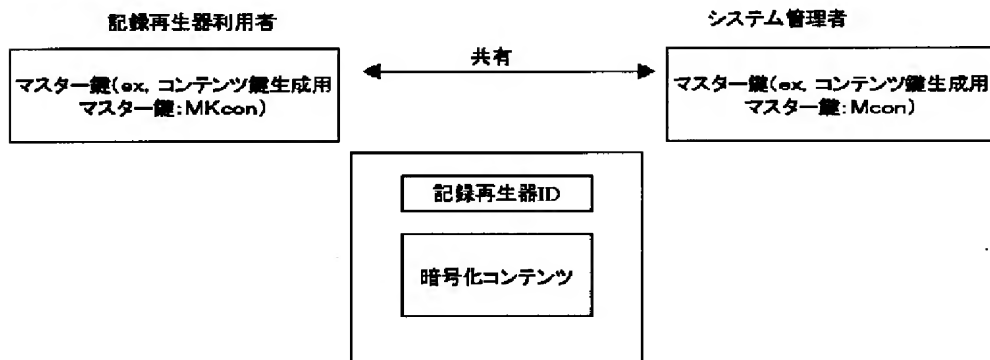 記録再生器利用者
システム管理者
共有
マスター鍵(ex, コンテンツ鍵生成用
マスター鍵:MKcon)
マスター鍵(ex, コンテンツ鍵生成用
マスター鍵:Mcon)
記録再生器ID
暗号化コンテンツ